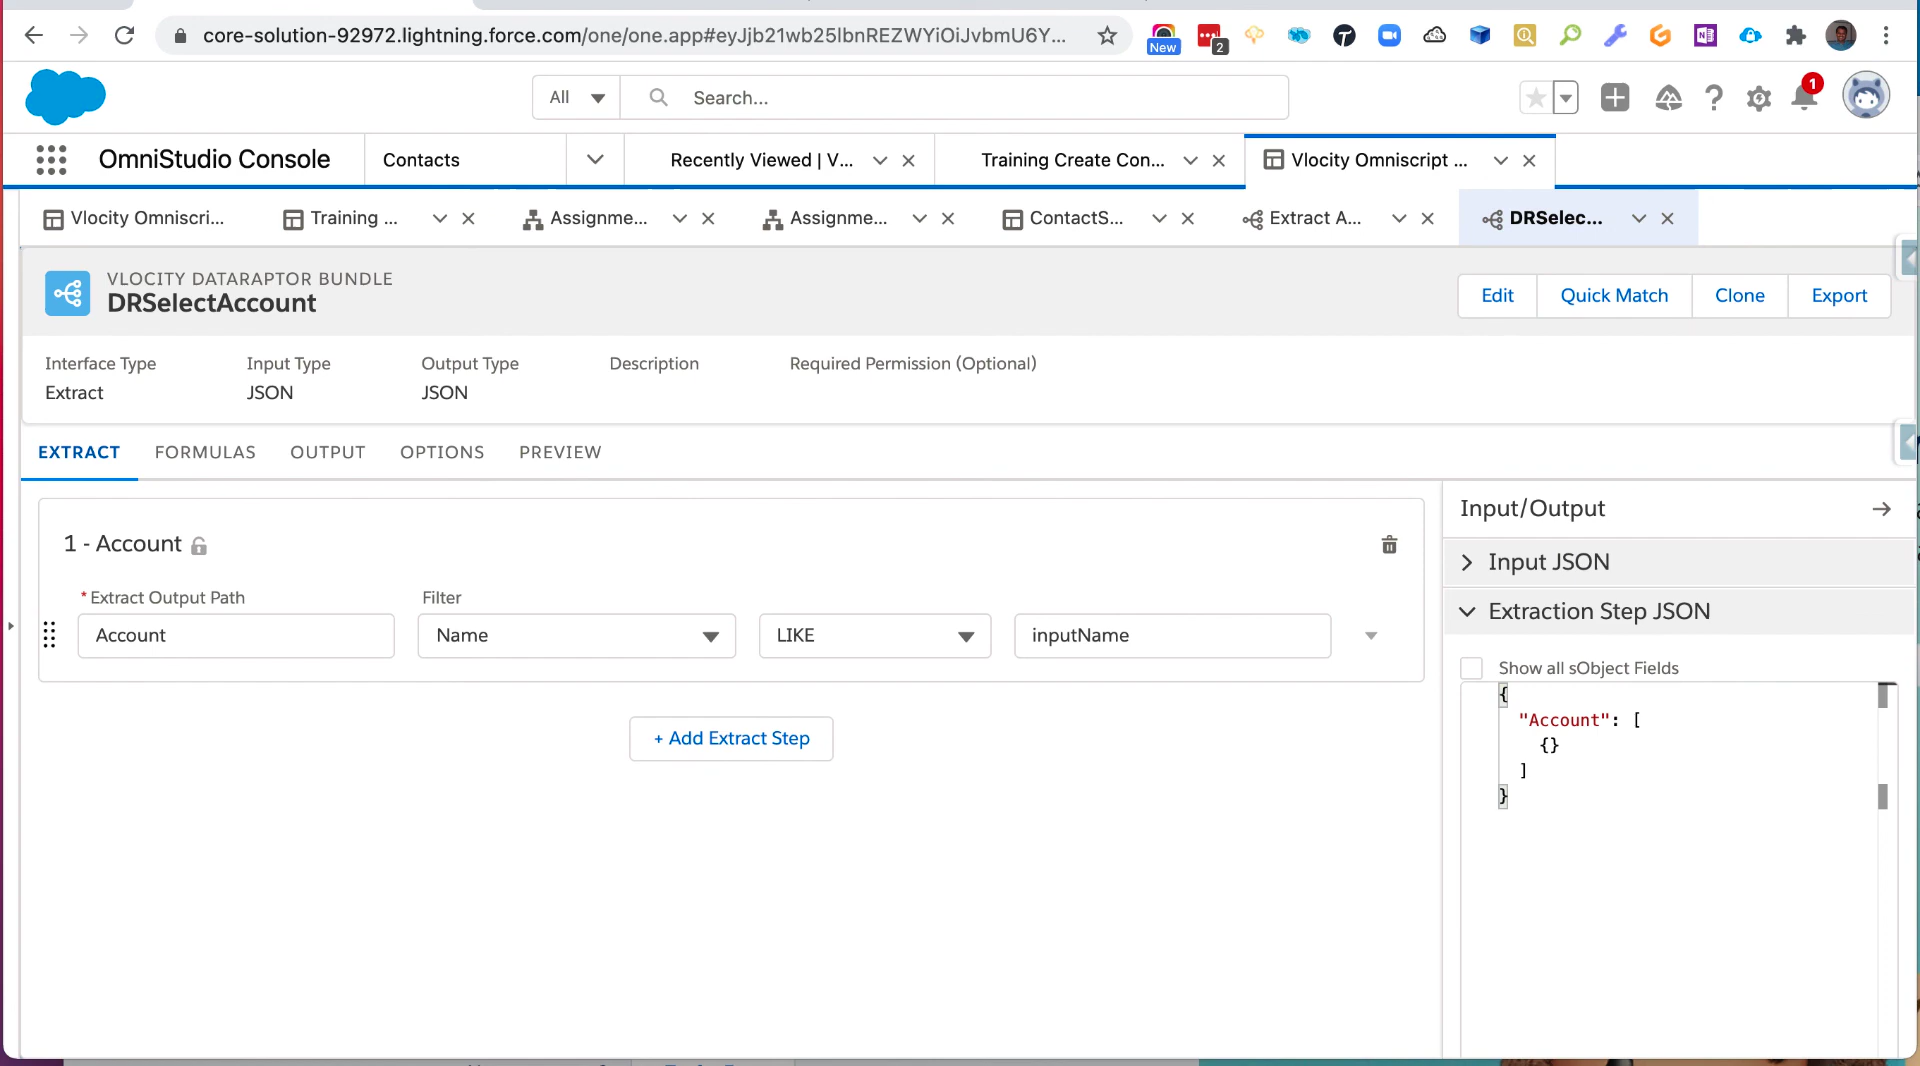 core-solution-92972.lightning.force.com/one/one.app#eyJjb21wb25lbnREZWYiOiJvbmU6Y...
New
2
All
Search...
1
OmniStudio Console
Contacts
Recently Viewed | V...
Training Create Con...
Vlocity Omniscript ...
Vlocity Omniscri...
Training ...
Assignme...
Assignme...
ContactS...
Extract A...
DRSelec...
VLOCITY DATARAPTOR BUNDLE
DRSelectAccount
Edit
Quick Match
Clone
Export
Interface Type
Input Type
Output Type
Description
Required Permission (Optional)
Extract
JSON
JSON
EXTRACT
FORMULAS
OUTPUT
OPTIONS
PREVIEW
1 - Account
* Extract Output Path
Filter
Account
Name
LIKE
inputName
+ Add Extract Step
Input/Output
Input JSON
Extraction Step JSON
Show all sObject Fields
{
"Account": [
{}
]
}